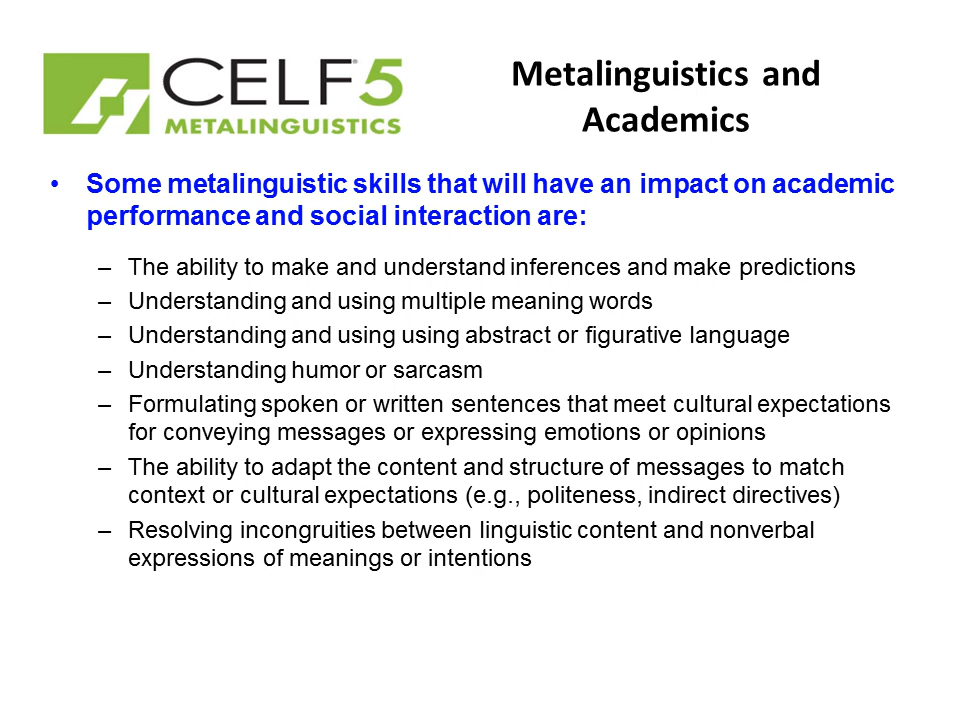 CELF 5
METALINGUISTICS
Metalinguistics and
Academics
• Some metalinguistic skills that will have an impact on academic
performance and social interaction are:
– The ability to make and understand inferences and make predictions
– Understanding and using multiple meaning words
– Understanding and using using abstract or figurative language
– Understanding humor or sarcasm
– Formulating spoken or written sentences that meet cultural expectations
for conveying messages or expressing emotions or opinions
– The ability to adapt the content and structure of messages to match
context or cultural expectations (e.g., politeness, indirect directives)
– Resolving incongruities between linguistic content and nonverbal
expressions of meanings or intentions